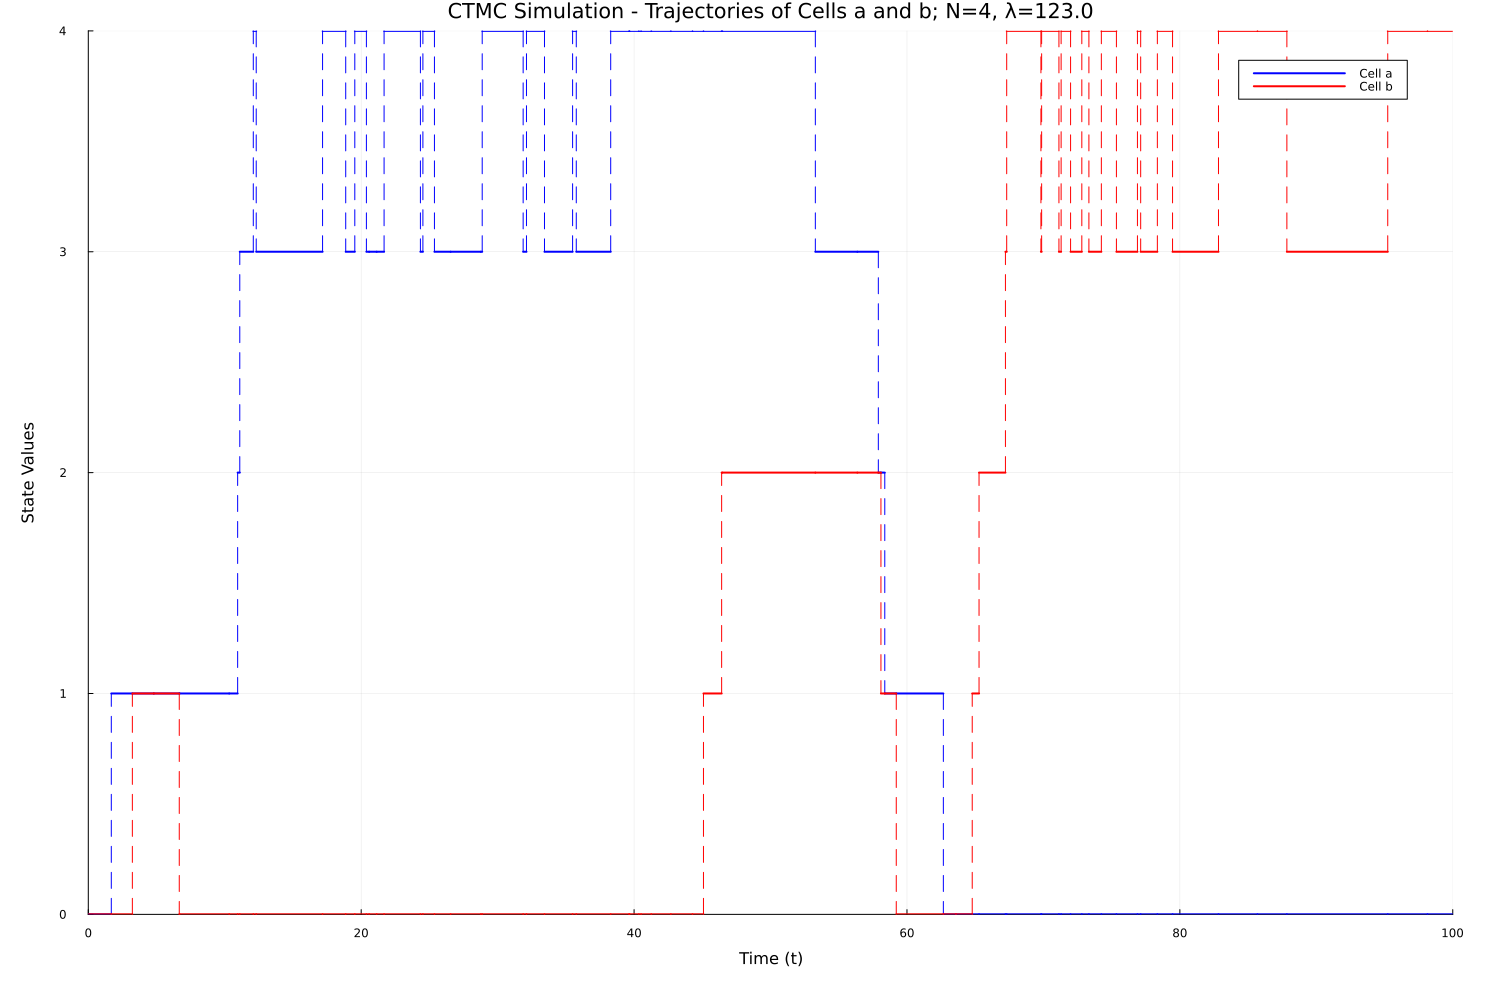 CTMC Simulation - Trajectories of Cells a and b; N=4, λ=123.0
4
Cell a
Cell b
3
State Values
2
1
0
0 20 40 60 80 100
Time (t)